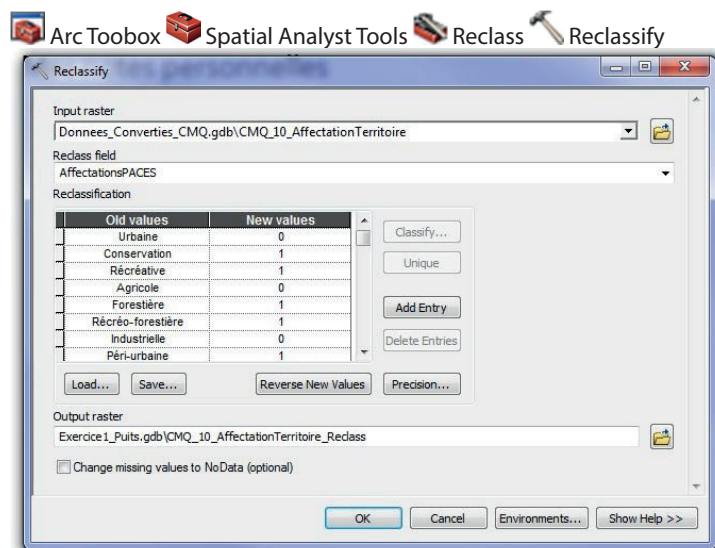 Arc Toobox Spatial Analyst Tools Reclass Reclassify
Reclassify
Input raster
Donnees_Converties_CMQ.gdb\CMQ_10_AffectationTerritoire
Reclass field
AffectationsPACES
Reclassification
Old values New values
Urbaine 0
Conservation 1
Récréative 1
Agricole 0
Forestière 1
Récréo-forestière 1
Industrielle 0
Péri-urbaine 1
Classify...
Unique
Add Entry
Delete Entries
Load... Save... Reverse New Values Precision...
Output raster
Exercice1_Puits.gdb\CMQ_10_AffectationTerritoire_Reclass
Change missing values to NoData (optional)
OK Cancel Environments... Show Help >>